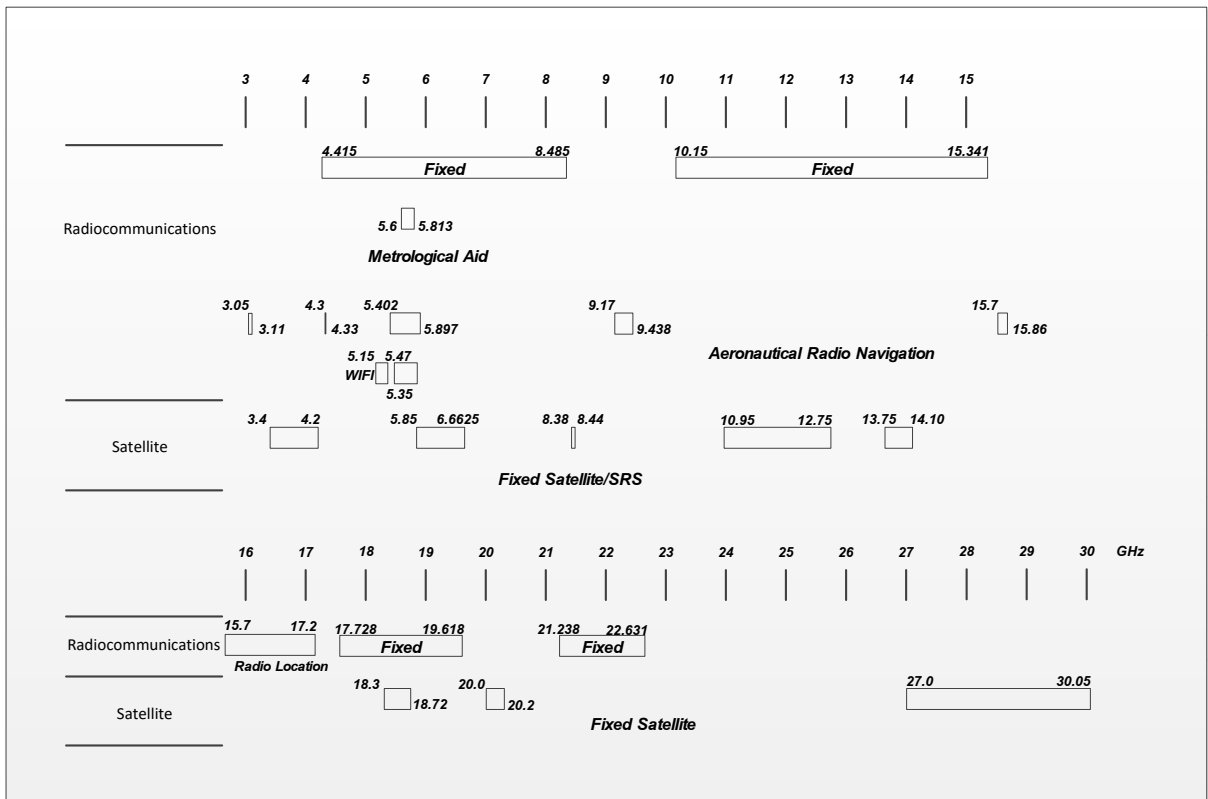 3 4 5 6 7 8 9 10 11 12 13 14 15
4.415 8.485 10.15 15.341
Fixed Fixed
Radiocommunications
5.6 5.813
Metrological Aid
3.05 4.3 5.402 9.17 15.7
3.11 4.33 5.897 9.438 15.86
Aeronautical Radio Navigation
5.15 5.47
WIFI
5.35
3.4 4.2 5.85 6.6625 8.38 8.44 10.95 12.75 13.75 14.10
Satellite
Fixed Satellite/SRS
16 17 18 19 20 21 22 23 24 25 26 27 28 29 30 GHz
15.7 17.2 17.728 19.618 21.238 22.631
Radiocommunications Fixed Fixed
Radio Location
18.3 20.0 27.0 30.05
18.72 20.2
Satellite
Fixed Satellite